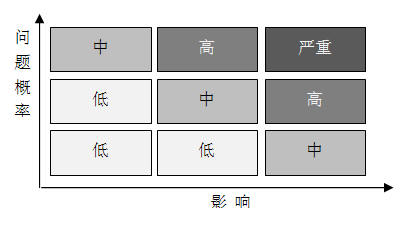 问题概率
中 高 严重
低 中 高
低 低 中
影 响